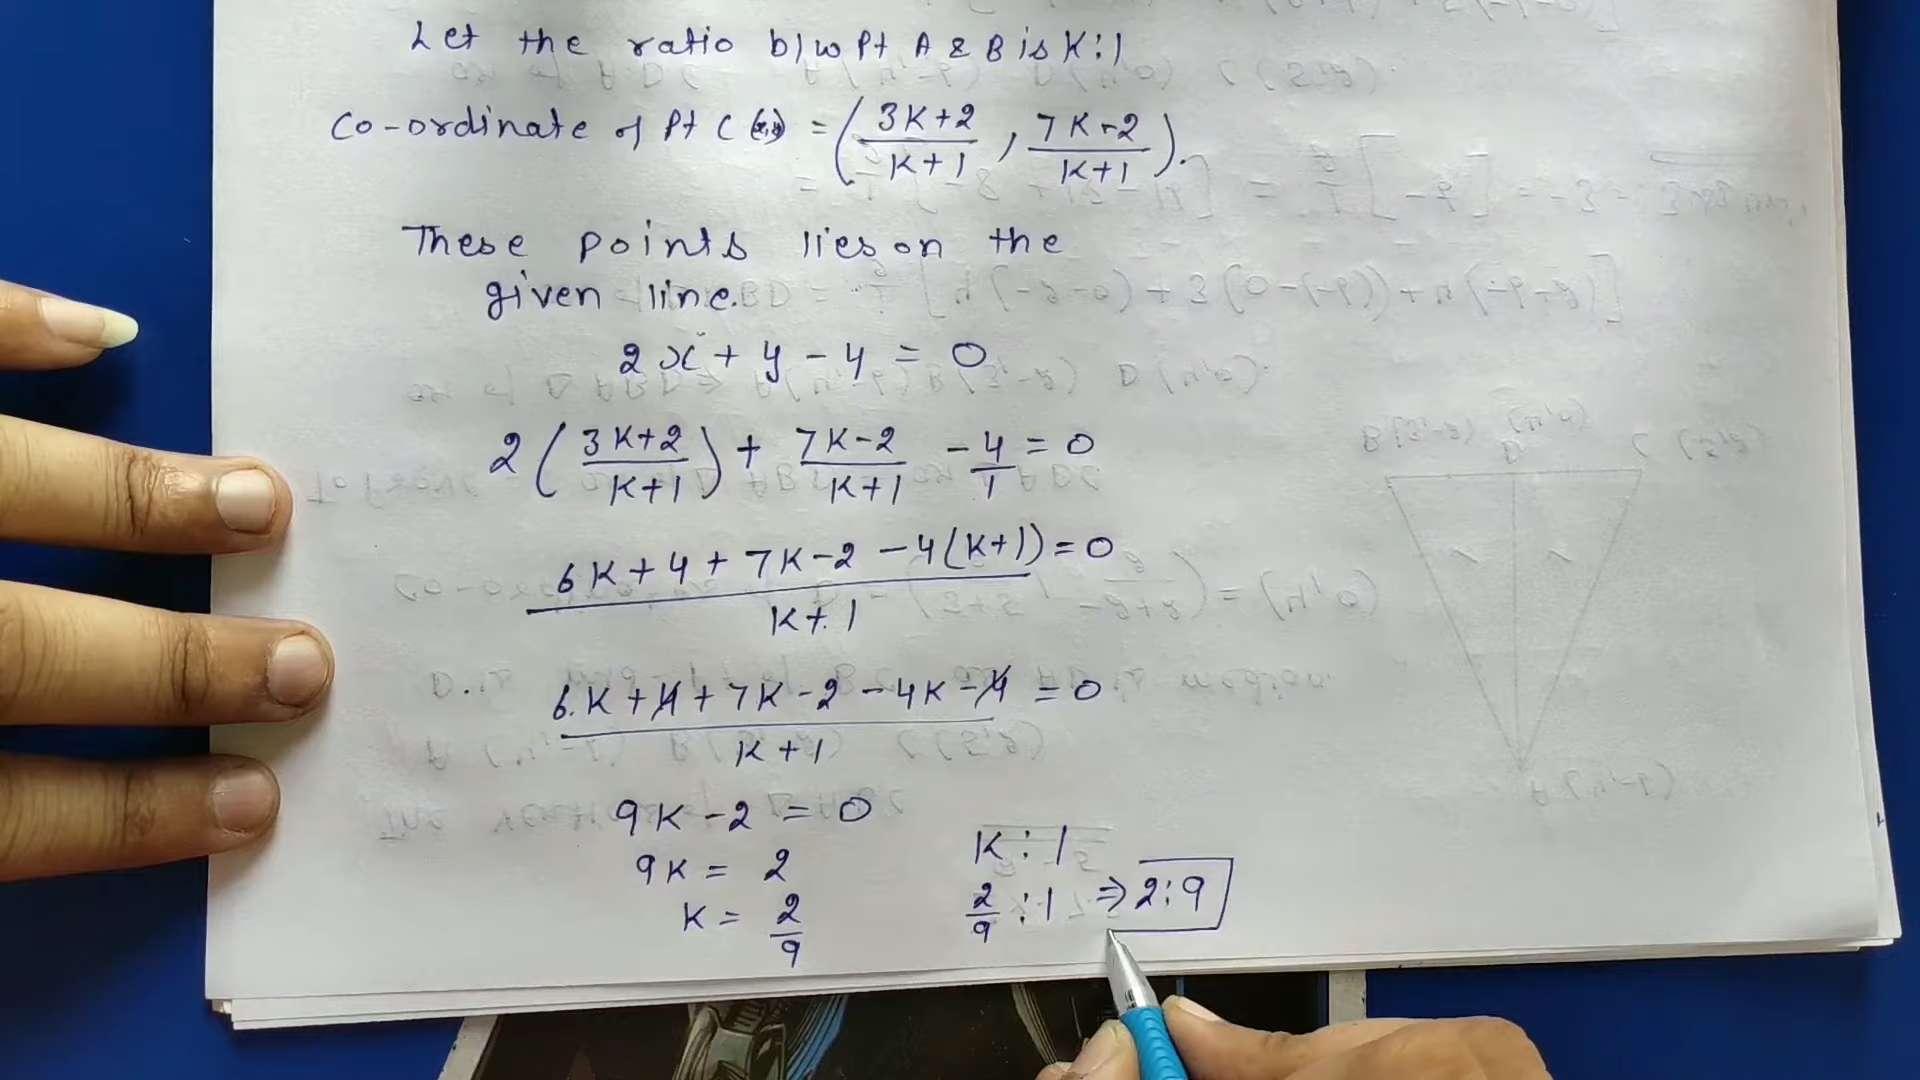 Let the ratio b/w Pt A & B is K:1
Co-ordinate of Pt C (x,y) = ( 3K+2 / K+1 , 7K-2 / K+1 ).
These points lies on the
given line.
2x + y - 4 = 0
2 ( 3K+2 / K+1 ) + 7K-2 / K+1 - 4/1 = 0
6K + 4 + 7K - 2 - 4(K+1) / K+1 = 0
6K + 4 + 7K - 2 - 4K - 4 / K+1 = 0
9K - 2 = 0
9K = 2
K = 2/9
K : 1
2/9 : 1 ⇒ 2:9